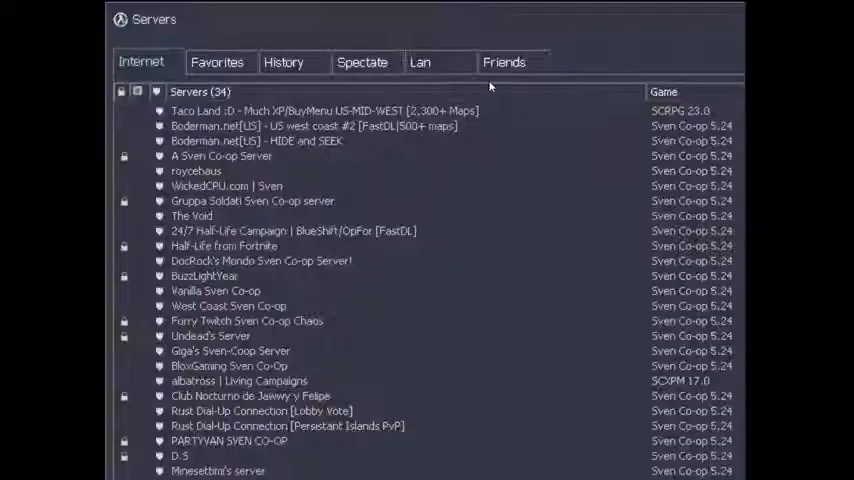 Servers
Internet Favorites History Spectate Lan Friends
Servers (34) Game
Taco Land :D - Much XP/BuyMenu US-MID-WEST [2,300+ Maps] SCRPG 23.0
Boderman.net[US] - US west coast #2 [FastDL|500+ maps] Sven Co-op 5.24
Boderman.net[US] - HIDE and SEEK Sven Co-op 5.24
A Sven Co-op Server Sven Co-op 5.24
roycehaus Sven Co-op 5.24
WickedCPU.com | Sven Sven Co-op 5.24
Gruppa Soldati Sven Co-op server Sven Co-op 5.24
The Void Sven Co-op 5.24
24/7 Half-Life Campaign | BlueShift/OpFor [FastDL] Sven Co-op 5.24
Half-Life from Fortnite Sven Co-op 5.24
DocRock's Mondo Sven Co-op Server! Sven Co-op 5.24
BuzzLightYear Sven Co-op 5.24
Vanilla Sven Co-op Sven Co-op 5.24
West Coast Sven Co-op Sven Co-op 5.24
Furry Twitch Sven Co-op Chaos Sven Co-op 5.24
Undead's Server Sven Co-op 5.24
Giga's Sven-Coop Server Sven Co-op 5.24
BloxGaming Sven Co-Op Sven Co-op 5.24
albatross | Living Campaigns SCXPM 17.0
Club Nocturno de Jawwy y Felipe Sven Co-op 5.24
Rust Dial-Up Connection [Lobby Vote] Sven Co-op 5.24
Rust Dial-Up Connection [Persistant Islands PvP] Sven Co-op 5.24
PARTYVAN SVEN CO-OP Sven Co-op 5.24
D.S Sven Co-op 5.24
Minesettimi's server Sven Co-op 5.24